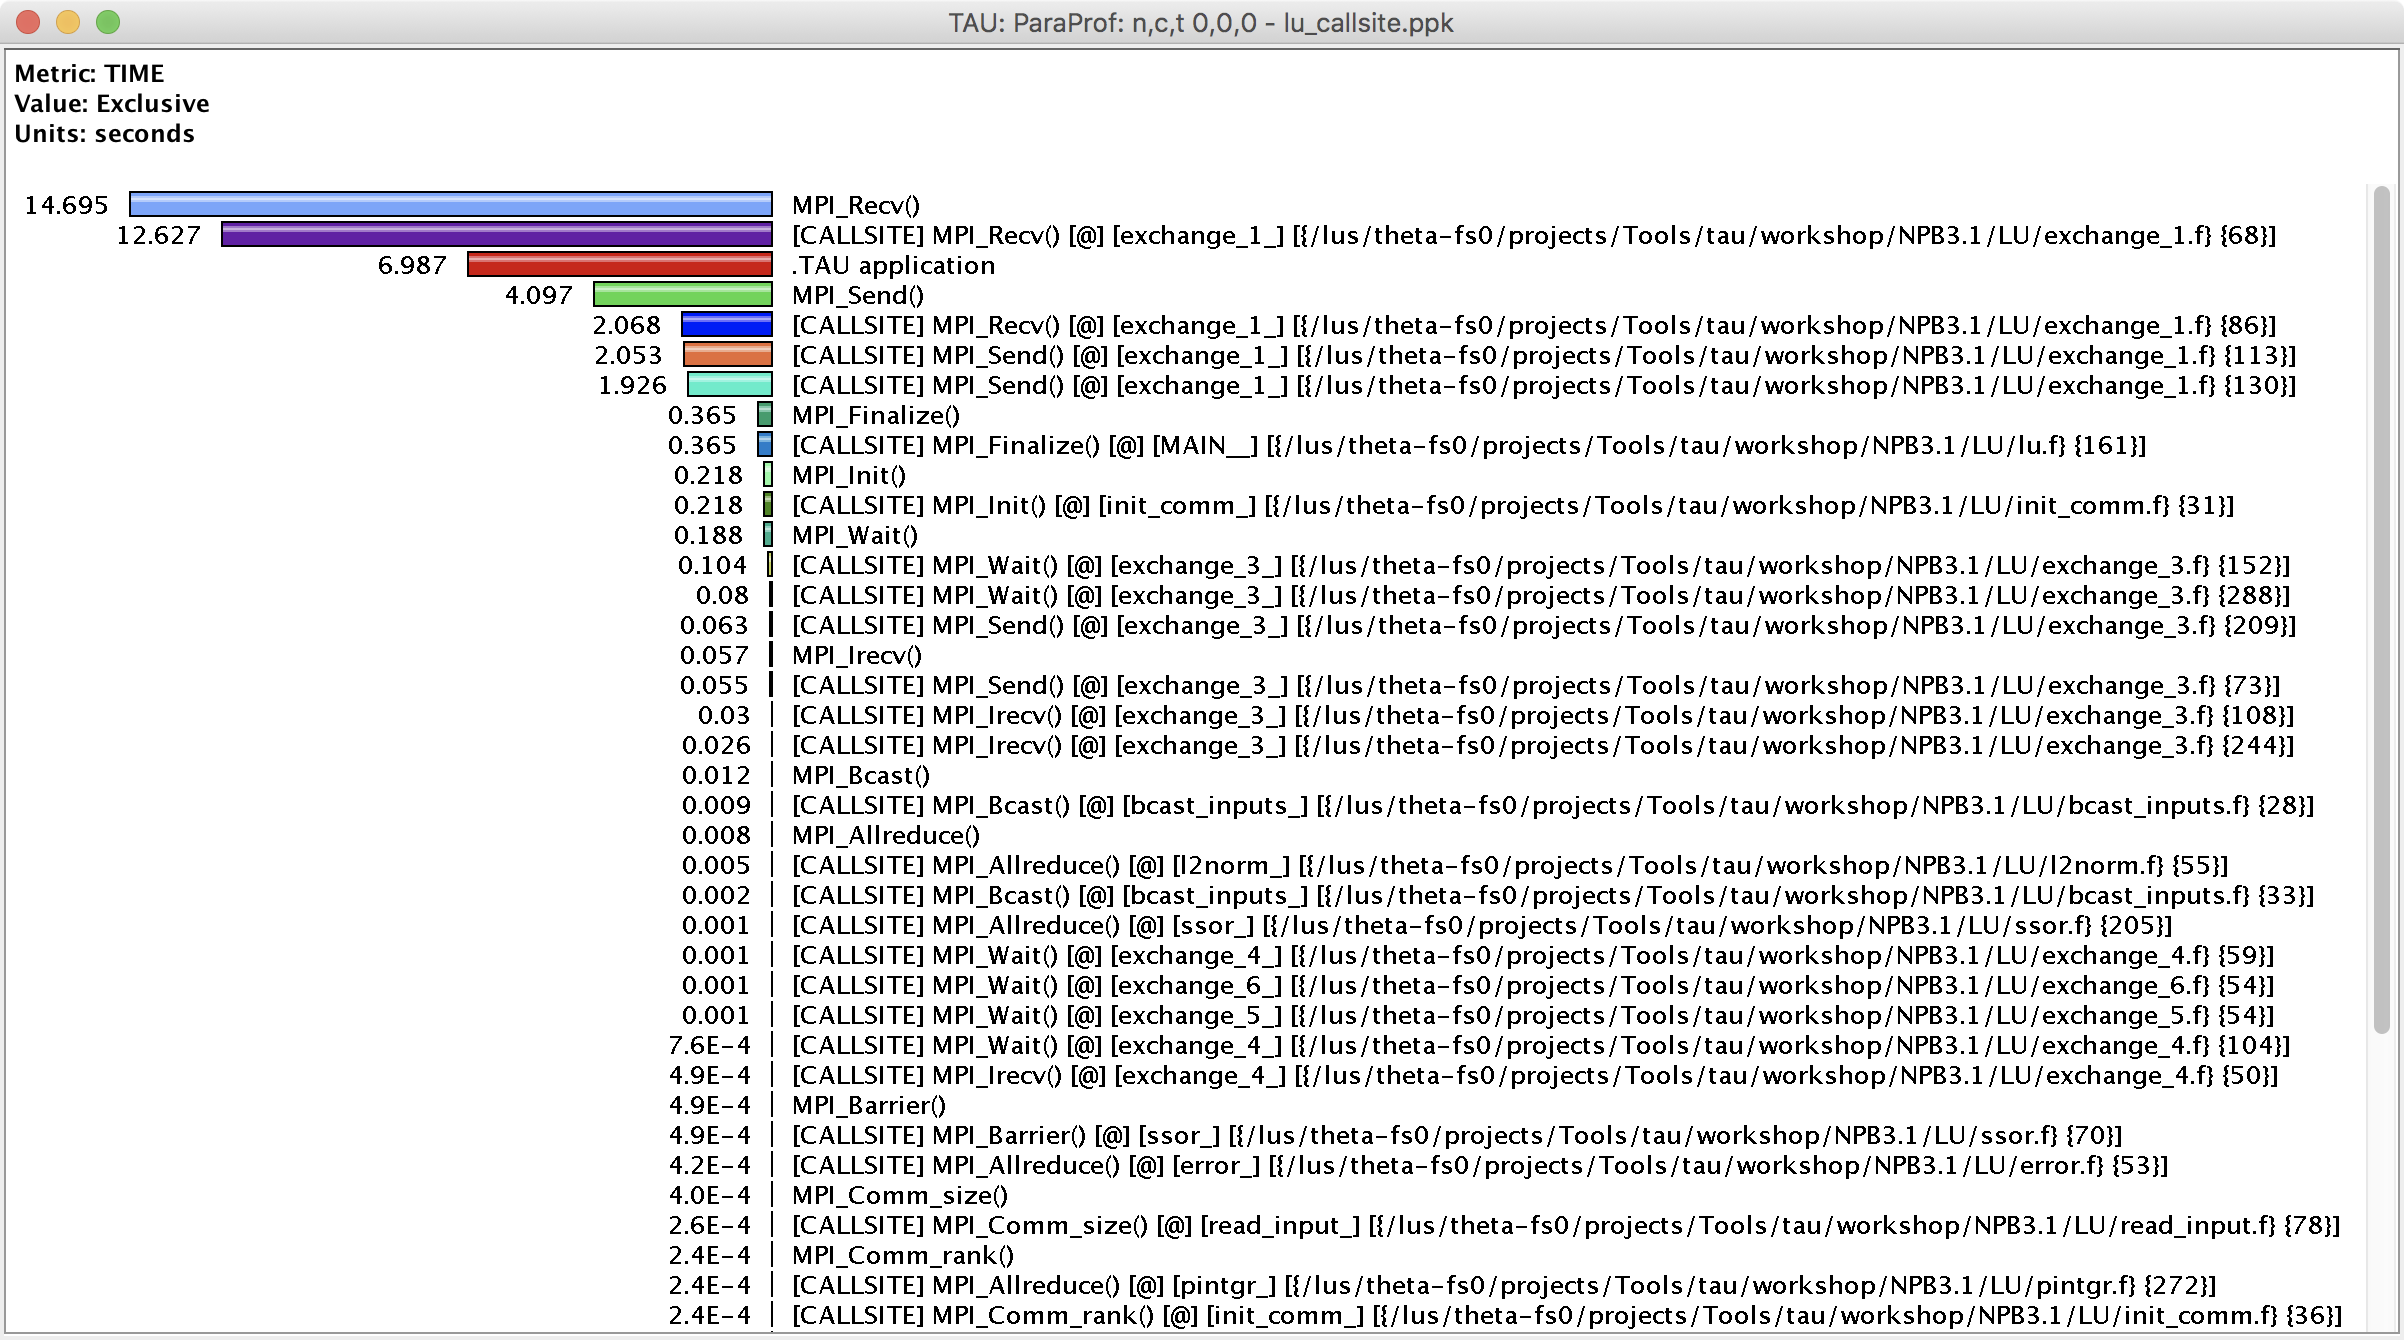 TAU: ParaProf: n,c,t 0,0,0 - lu_callsite.ppk
Metric: TIME
Value: Exclusive
Units: seconds
14.695 MPI_Recv()
12.627 [CALLSITE] MPI_Recv() [@] [exchange_1_] [{/lus/theta-fs0/projects/Tools/tau/workshop/NPB3.1/LU/exchange_1.f} {68}]
6.987 .TAU application
4.097 MPI_Send()
2.068 [CALLSITE] MPI_Recv() [@] [exchange_1_] [{/lus/theta-fs0/projects/Tools/tau/workshop/NPB3.1/LU/exchange_1.f} {86}]
2.053 [CALLSITE] MPI_Send() [@] [exchange_1_] [{/lus/theta-fs0/projects/Tools/tau/workshop/NPB3.1/LU/exchange_1.f} {113}]
1.926 [CALLSITE] MPI_Send() [@] [exchange_1_] [{/lus/theta-fs0/projects/Tools/tau/workshop/NPB3.1/LU/exchange_1.f} {130}]
0.365 MPI_Finalize()
0.365 [CALLSITE] MPI_Finalize() [@] [MAIN__] [{/lus/theta-fs0/projects/Tools/tau/workshop/NPB3.1/LU/lu.f} {161}]
0.218 MPI_Init()
0.218 [CALLSITE] MPI_Init() [@] [init_comm_] [{/lus/theta-fs0/projects/Tools/tau/workshop/NPB3.1/LU/init_comm.f} {31}]
0.188 MPI_Wait()
0.104 [CALLSITE] MPI_Wait() [@] [exchange_3_] [{/lus/theta-fs0/projects/Tools/tau/workshop/NPB3.1/LU/exchange_3.f} {152}]
0.08 [CALLSITE] MPI_Wait() [@] [exchange_3_] [{/lus/theta-fs0/projects/Tools/tau/workshop/NPB3.1/LU/exchange_3.f} {288}]
0.063 [CALLSITE] MPI_Send() [@] [exchange_3_] [{/lus/theta-fs0/projects/Tools/tau/workshop/NPB3.1/LU/exchange_3.f} {209}]
0.057 MPI_Irecv()
0.055 [CALLSITE] MPI_Send() [@] [exchange_3_] [{/lus/theta-fs0/projects/Tools/tau/workshop/NPB3.1/LU/exchange_3.f} {73}]
0.03 [CALLSITE] MPI_Irecv() [@] [exchange_3_] [{/lus/theta-fs0/projects/Tools/tau/workshop/NPB3.1/LU/exchange_3.f} {108}]
0.026 [CALLSITE] MPI_Irecv() [@] [exchange_3_] [{/lus/theta-fs0/projects/Tools/tau/workshop/NPB3.1/LU/exchange_3.f} {244}]
0.012 MPI_Bcast()
0.009 [CALLSITE] MPI_Bcast() [@] [bcast_inputs_] [{/lus/theta-fs0/projects/Tools/tau/workshop/NPB3.1/LU/bcast_inputs.f} {28}]
0.008 MPI_Allreduce()
0.005 [CALLSITE] MPI_Allreduce() [@] [l2norm_] [{/lus/theta-fs0/projects/Tools/tau/workshop/NPB3.1/LU/l2norm.f} {55}]
0.002 [CALLSITE] MPI_Bcast() [@] [bcast_inputs_] [{/lus/theta-fs0/projects/Tools/tau/workshop/NPB3.1/LU/bcast_inputs.f} {33}]
0.001 [CALLSITE] MPI_Allreduce() [@] [ssor_] [{/lus/theta-fs0/projects/Tools/tau/workshop/NPB3.1/LU/ssor.f} {205}]
0.001 [CALLSITE] MPI_Wait() [@] [exchange_4_] [{/lus/theta-fs0/projects/Tools/tau/workshop/NPB3.1/LU/exchange_4.f} {59}]
0.001 [CALLSITE] MPI_Wait() [@] [exchange_6_] [{/lus/theta-fs0/projects/Tools/tau/workshop/NPB3.1/LU/exchange_6.f} {54}]
0.001 [CALLSITE] MPI_Wait() [@] [exchange_5_] [{/lus/theta-fs0/projects/Tools/tau/workshop/NPB3.1/LU/exchange_5.f} {54}]
7.6E-4 [CALLSITE] MPI_Wait() [@] [exchange_4_] [{/lus/theta-fs0/projects/Tools/tau/workshop/NPB3.1/LU/exchange_4.f} {104}]
4.9E-4 [CALLSITE] MPI_Irecv() [@] [exchange_4_] [{/lus/theta-fs0/projects/Tools/tau/workshop/NPB3.1/LU/exchange_4.f} {50}]
4.9E-4 MPI_Barrier()
4.9E-4 [CALLSITE] MPI_Barrier() [@] [ssor_] [{/lus/theta-fs0/projects/Tools/tau/workshop/NPB3.1/LU/ssor.f} {70}]
4.2E-4 [CALLSITE] MPI_Allreduce() [@] [error_] [{/lus/theta-fs0/projects/Tools/tau/workshop/NPB3.1/LU/error.f} {53}]
4.0E-4 MPI_Comm_size()
2.6E-4 [CALLSITE] MPI_Comm_size() [@] [read_input_] [{/lus/theta-fs0/projects/Tools/tau/workshop/NPB3.1/LU/read_input.f} {78}]
2.4E-4 MPI_Comm_rank()
2.4E-4 [CALLSITE] MPI_Allreduce() [@] [pintgr_] [{/lus/theta-fs0/projects/Tools/tau/workshop/NPB3.1/LU/pintgr.f} {272}]
2.4E-4 [CALLSITE] MPI_Comm_rank() [@] [init_comm_] [{/lus/theta-fs0/projects/Tools/tau/workshop/NPB3.1/LU/init_comm.f} {36}]